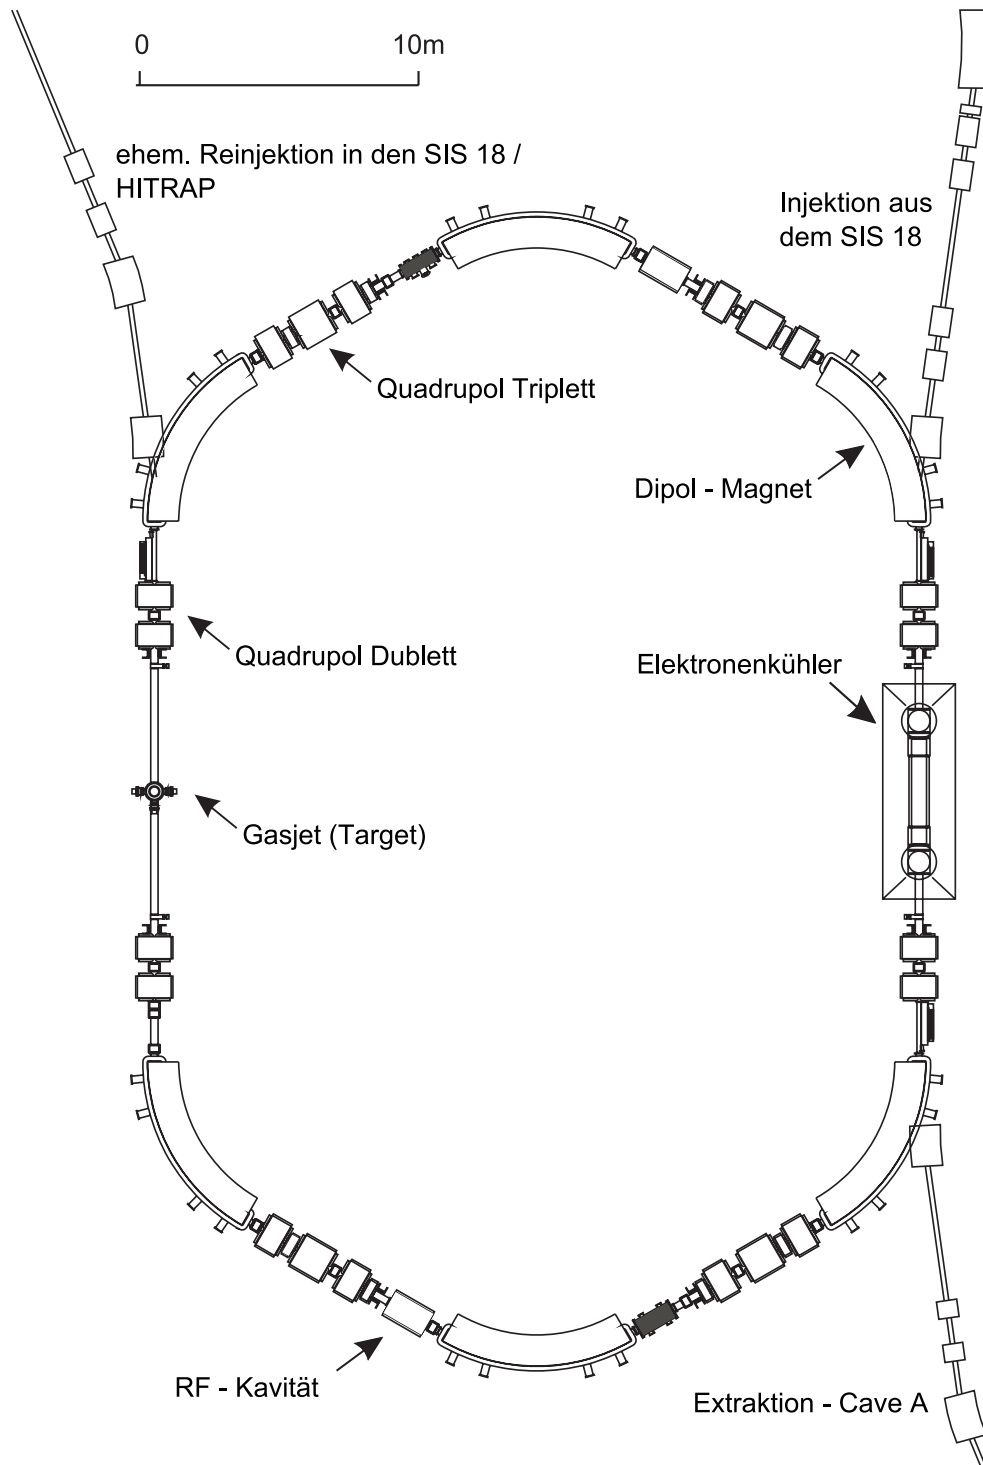 0 10m
ehem. Reinjektion in den SIS 18 /
HITRAP
Injektion aus
dem SIS 18
Quadrupol Triplett
Dipol - Magnet
Quadrupol Dublett
Elektronenkühler
Gasjet (Target)
RF - Kavität
Extraktion - Cave A